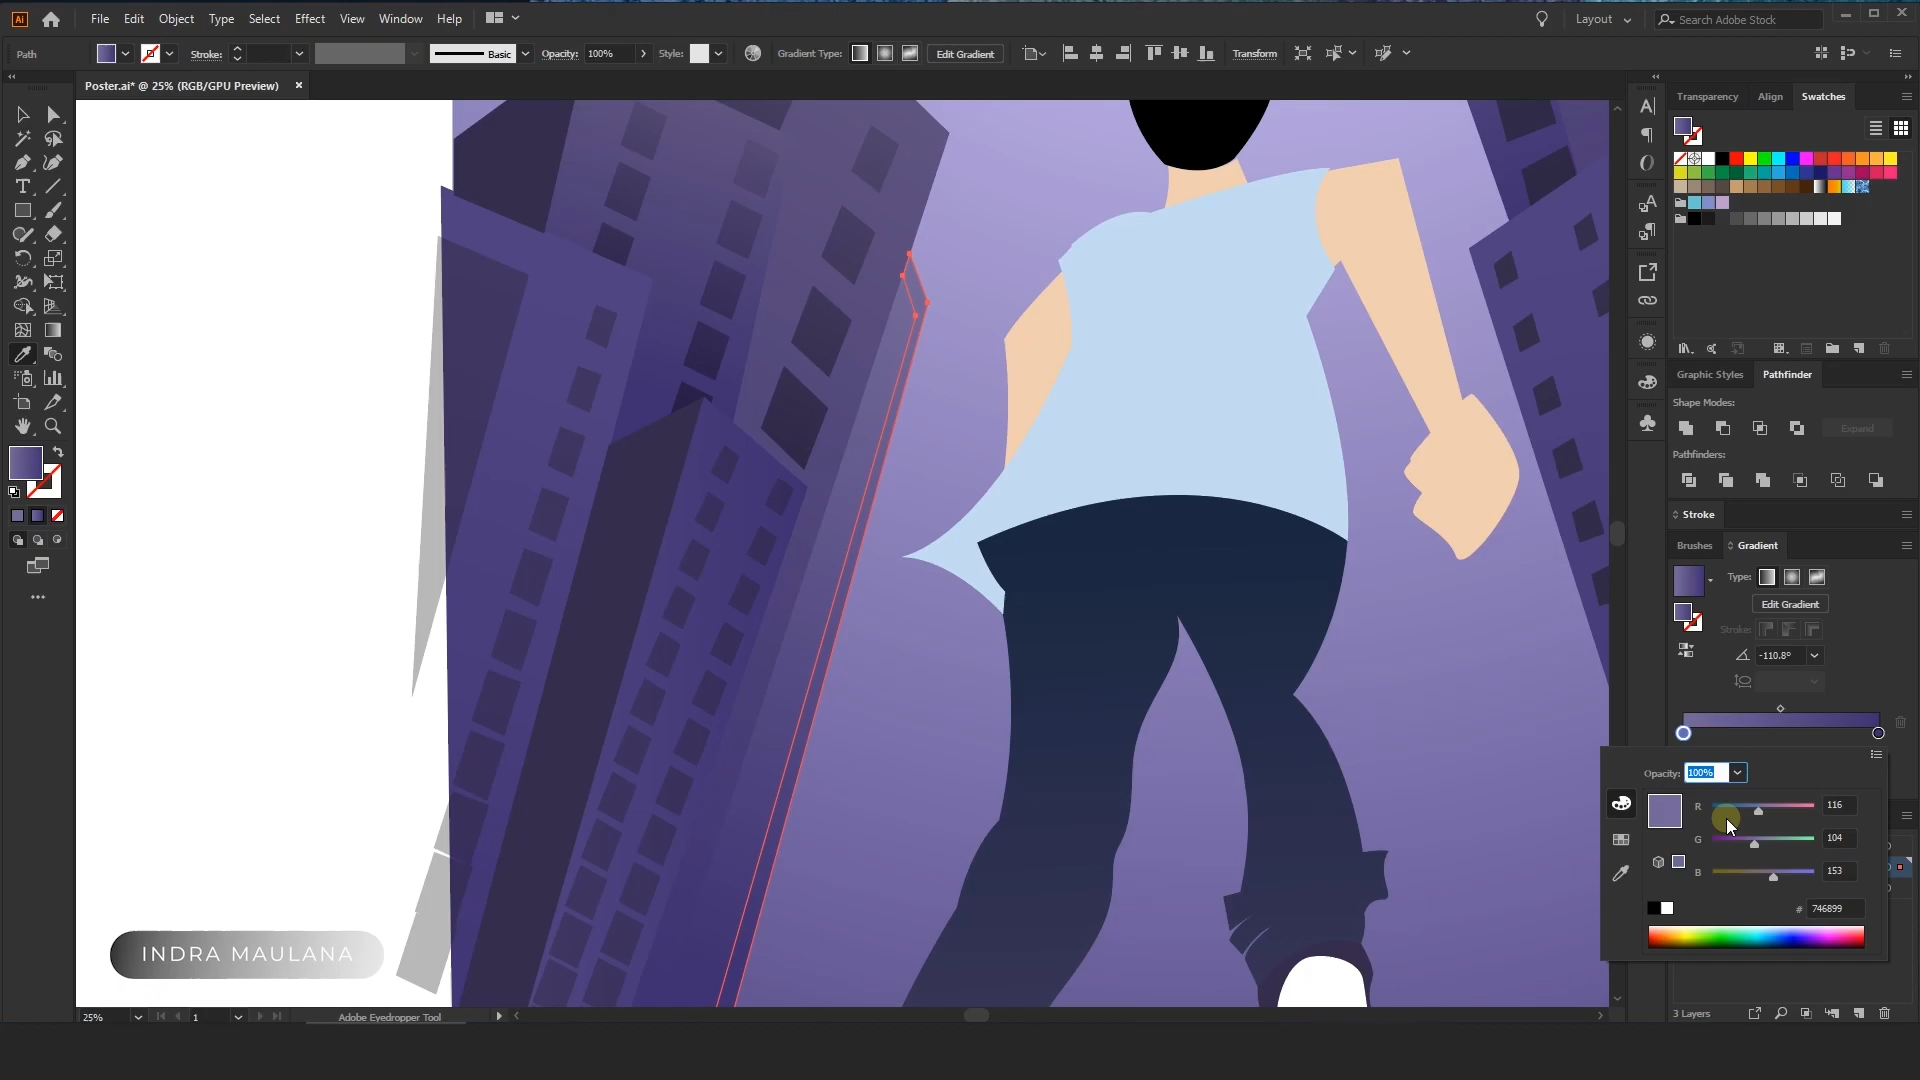 Ai File Edit Object Type Select Effect View Window Help Layout Search Adobe Stock
Path Stroke: Basic Opacity: 100% Style: Gradient Type: Edit Gradient Transform
Poster.ai* @ 25% (RGB/GPU Preview) ×
Transparency Align Swatches
Graphic Styles Pathfinder
Shape Modes:
Expand
Pathfinders:
Stroke
Brushes Gradient
Type:
Edit Gradient
Stroke:
-110.8°
Opacity: 100%
R 116
G 104
B 153
# 746899
INDRA MAULANA
25% 1 Adobe Eyedropper Tool
3 Layers